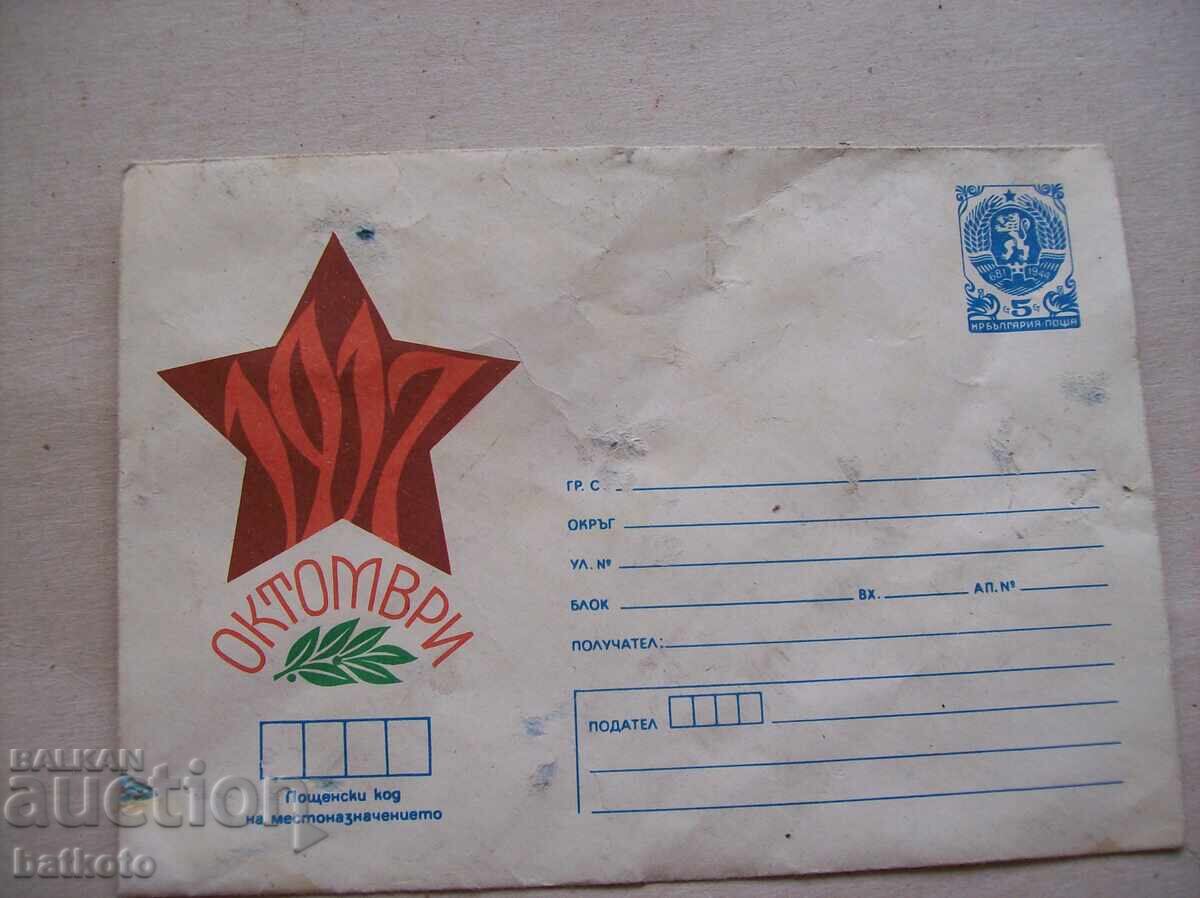 681 1944
5
НР БЪЛГАРИЯ ПОЩА
1917
ОКТОМВРИ
ГР. С
ОКРЪГ
УЛ. №
БЛОК ВХ. АП. №
ПОЛУЧАТЕЛ:
ПОДАТЕЛ
Пощенски код
на местоназначението
BALKAN
auction
batkoto